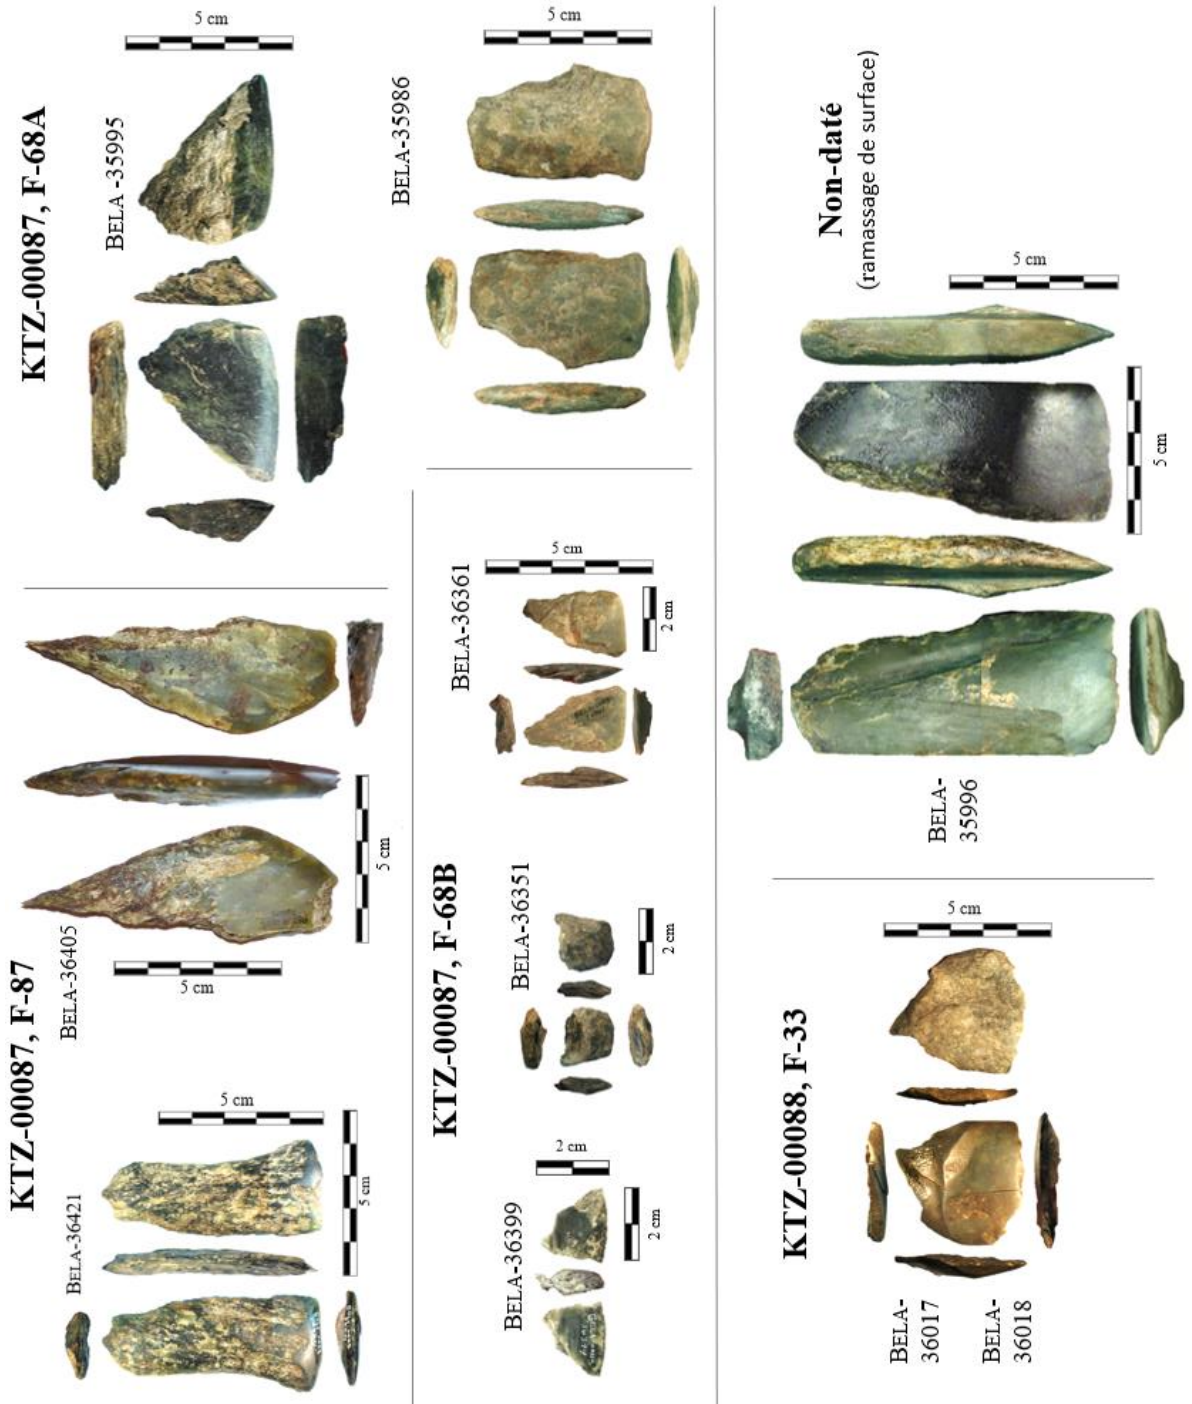 KTZ-00087, F-68A
5 cm
BELA -35995
5 cm
BELA-35986
Non-daté
(ramassage de surface)
5 cm
5 cm
BELA-
35996
KTZ-00087, F-87
BELA-36405
5 cm
5 cm
BELA-36421
5 cm
5 cm
KTZ-00087, F-68B
BELA-36361
5 cm
2 cm
BELA-36351
2 cm
BELA-36399
2 cm
2 cm
KTZ-00088, F-33
5 cm
BELA-
36017
BELA-
36018